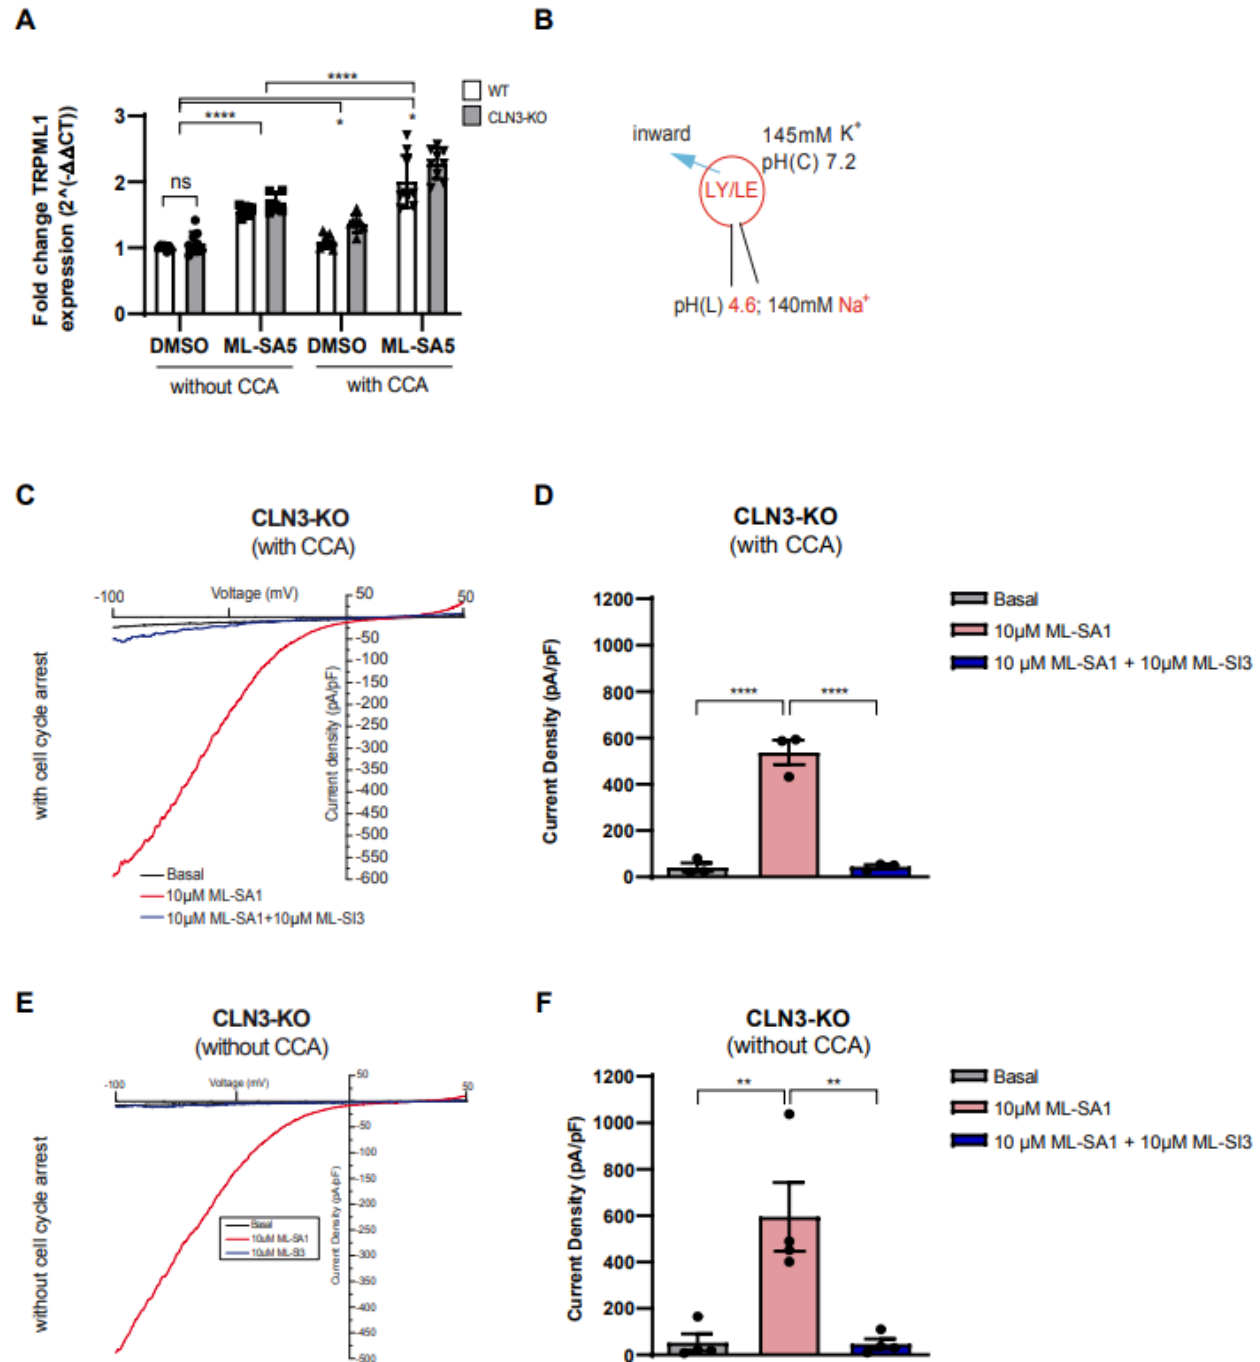 A
Fold change TRPML1
expression (2^(-ΔΔCT))
3
2
1
0
ns
****
*
****
*
WT
CLN3-KO
DMSO ML-SA5 DMSO ML-SA5
without CCA with CCA
B
inward
145mM K+
pH(C) 7.2
LY/LE
pH(L) 4.6; 140mM Na+
C
CLN3-KO
(with CCA)
with cell cycle arrest
Voltage (mV)
-100
50
50
-50
-100
-150
-200
-250
-300
-350
-400
-450
-500
-550
-600
Current density (pA/pF)
Basal
10µM ML-SA1
10µM ML-SA1+10µM ML-SI3
D
CLN3-KO
(with CCA)
Current Density (pA/pF)
1200
1000
800
600
400
200
0
**** ****
Basal
10µM ML-SA1
10 µM ML-SA1 + 10µM ML-SI3
E
CLN3-KO
(without CCA)
without cell cycle arrest
Voltage (mV)
-100
50
50
-50
-100
-150
-200
-250
-300
-350
-400
-450
-500
Current Density (pA/pF)
Basal
10uM ML-SA1
10uM ML-SI3
F
CLN3-KO
(without CCA)
Current Density (pA/pF)
1200
1000
800
600
400
200
0
** **
Basal
10µM ML-SA1
10 µM ML-SA1 + 10µM ML-SI3